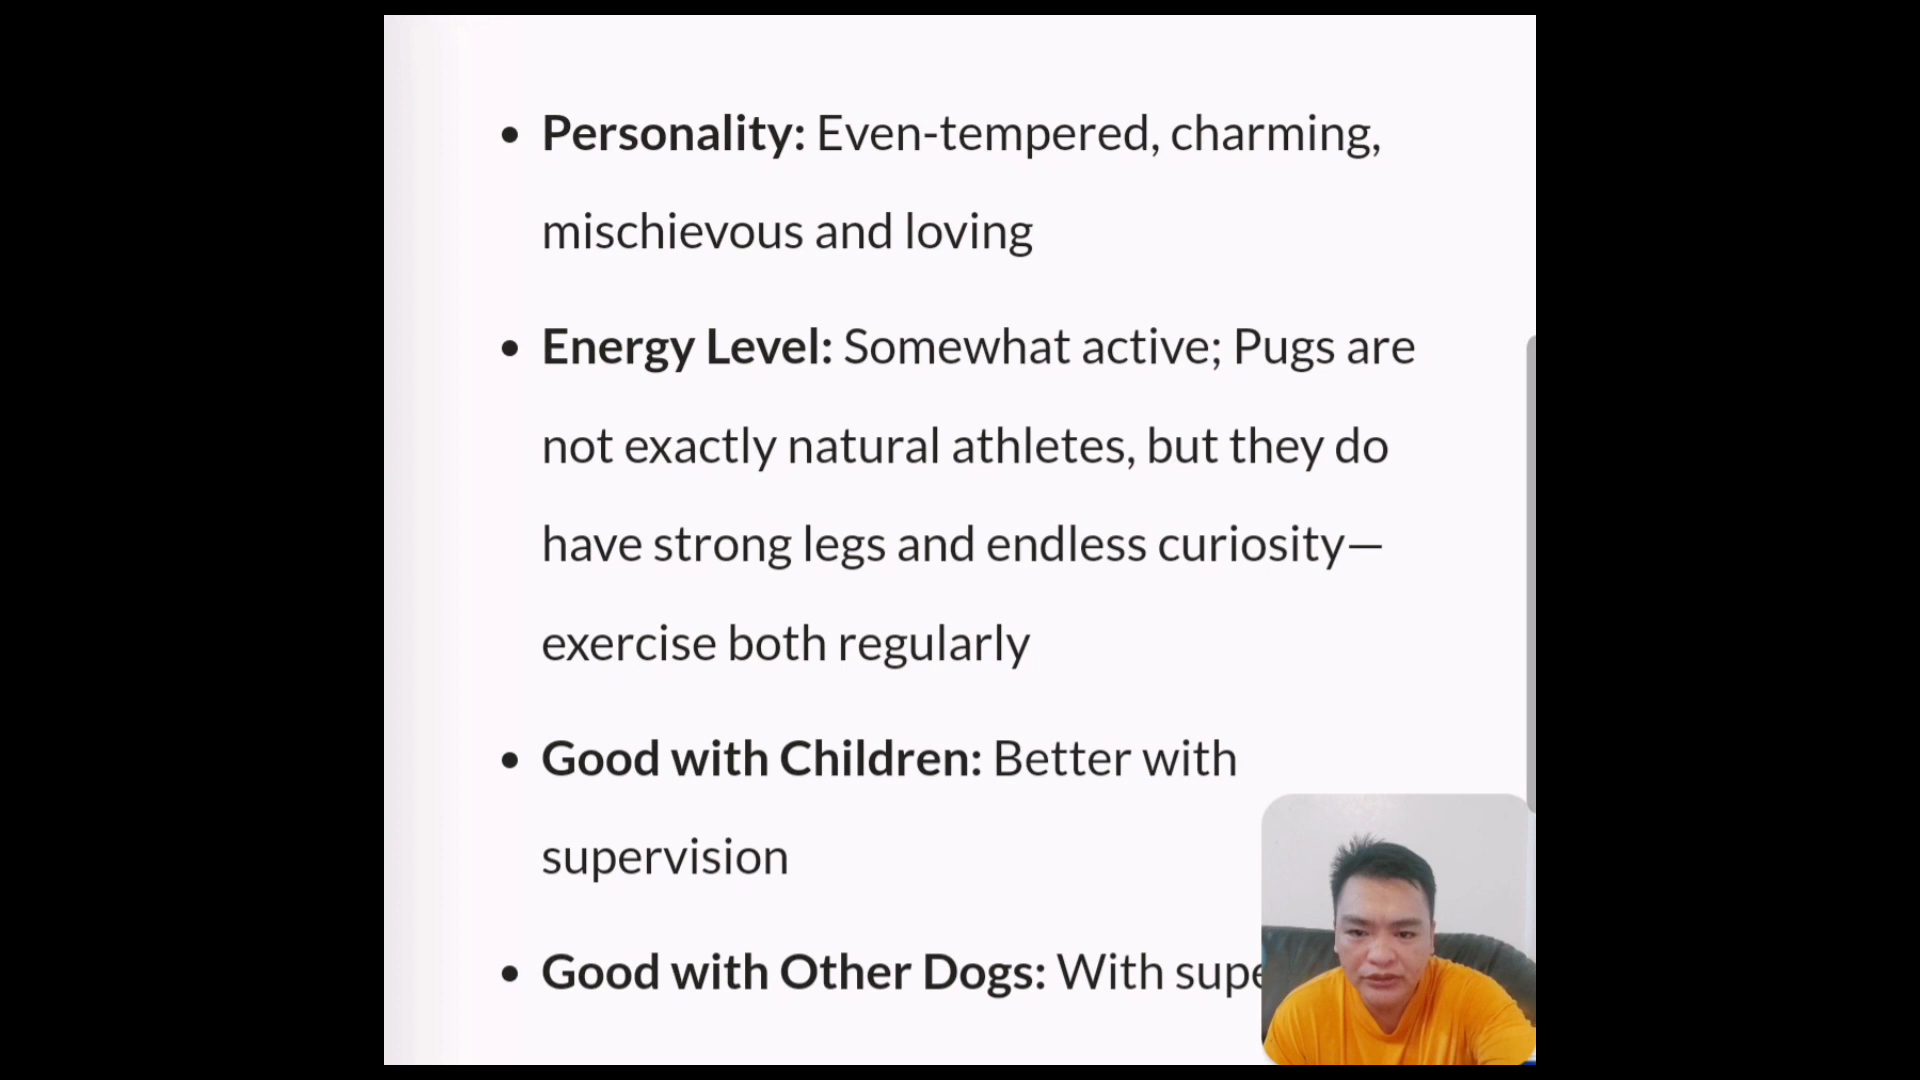 Personality: Even-tempered, charming,
mischievous and loving
Energy Level: Somewhat active; Pugs are
not exactly natural athletes, but they do
have strong legs and endless curiosity—
exercise both regularly
Good with Children: Better with
supervision
Good with Other Dogs: With